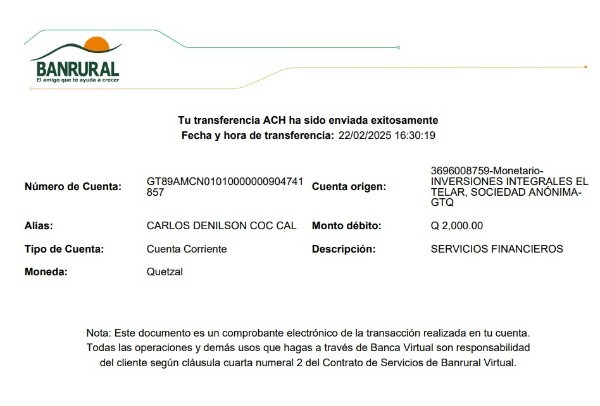 BANRURAL
El amigo que te ayuda a crecer
Tu transferencia ACH ha sido enviada exitosamente
Fecha y hora de transferencia: 22/02/2025 16:30:19
Número de Cuenta:
GT89AMCN01010000000904741
857
Cuenta origen:
3696008759-Monetario-
INVERSIONES INTEGRALES EL
TELAR, SOCIEDAD ANÓNIMA-
GTQ
Alias:
CARLOS DENILSON COC CAL
Monto débito:
Q 2,000.00
Tipo de Cuenta:
Cuenta Corriente
Descripción:
SERVICIOS FINANCIEROS
Moneda:
Quetzal
Nota: Este documento es un comprobante electrónico de la transacción realizada en tu cuenta.
Todas las operaciones y demás usos que hagas a través de Banca Virtual son responsabilidad
del cliente según cláusula cuarta numeral 2 del Contrato de Servicios de Banrural Virtual.